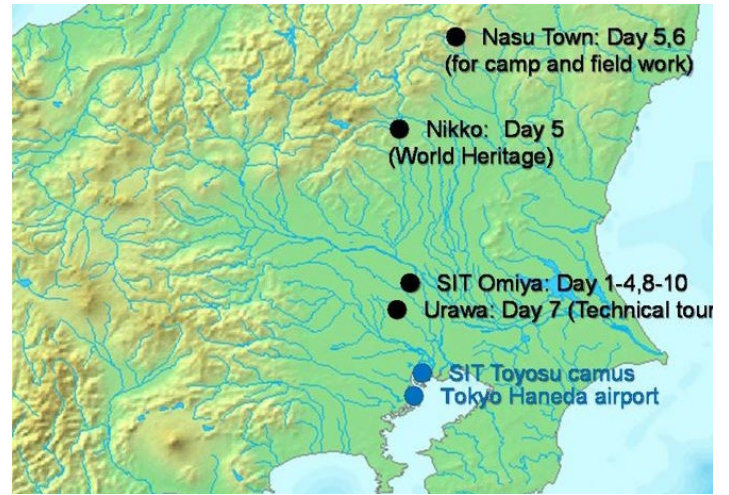 Nasu Town: Day 5,6
(for camp and field work)
Nikko: Day 5
(World Heritage)
SIT Omiya: Day 1-4,8-10
Urawa: Day 7 (Technical tour
SIT Toyosu camus
Tokyo Haneda airport